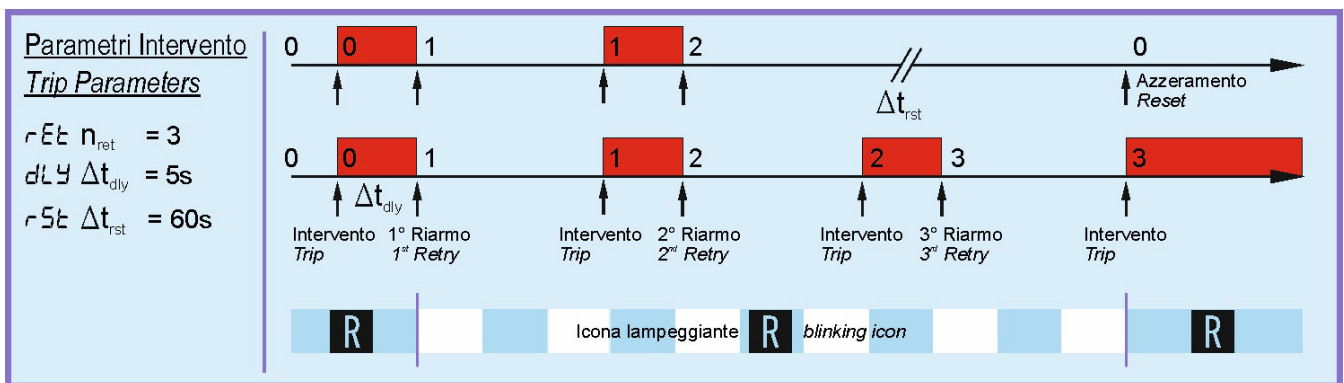 Parametri Intervento
Trip Parameters
rEt n_ret = 3
dLY Δt_dly = 5s
rSt Δt_rst = 60s
0 0 1 1 2 0
Δt_rst
Azzeramento
Reset
0 0 1 1 2 2 3 3
Δt_dly
Intervento 1° Riarmo Intervento 2° Riarmo Intervento 3° Riarmo Intervento
Trip 1st Retry Trip 2nd Retry Trip 3rd Retry Trip
R Icona lampeggiante R blinking icon R